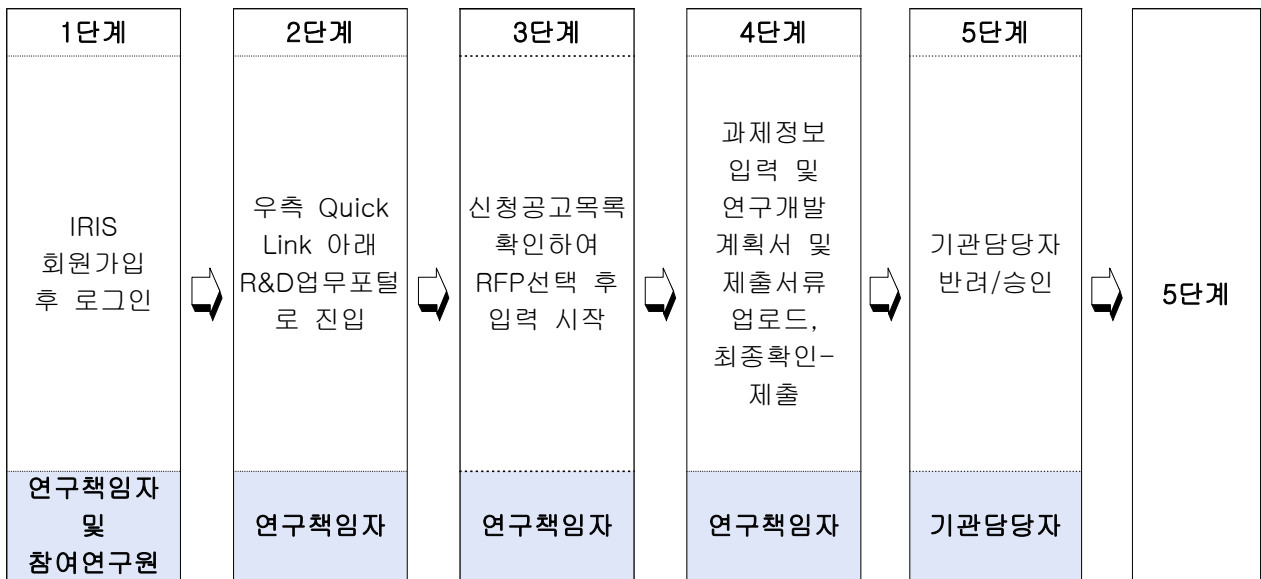 1단계
IRIS
회원가입
후 로그인
연구책임자
및
참여연구원
2단계
우측 Quick
Link 아래
R&D업무포털
로 진입
연구책임자
3단계
신청공고목록
확인하여
RFP선택 후
입력 시작
연구책임자
4단계
과제정보
입력 및
연구개발
계획서 및
제출서류
업로드,
최종확인-
제출
연구책임자
5단계
기관담당자
반려/승인
기관담당자
5단계